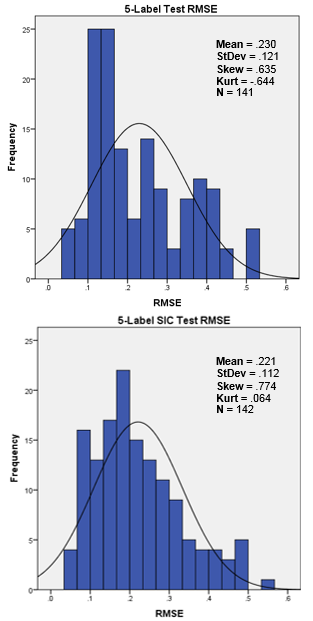 5-Label Test RMSE
Mean = .230
StDev = .121
Skew = .635
Kurt = -.644
N = 141
25
20
15
10
5
0
Frequency
.0 .1 .2 .3 .4 .5 .6
RMSE
5-Label SIC Test RMSE
Mean = .221
StDev = .112
Skew = .774
Kurt = .064
N = 142
25
20
15
10
5
0
Frequency
.0 .1 .2 .3 .4 .5 .6
RMSE